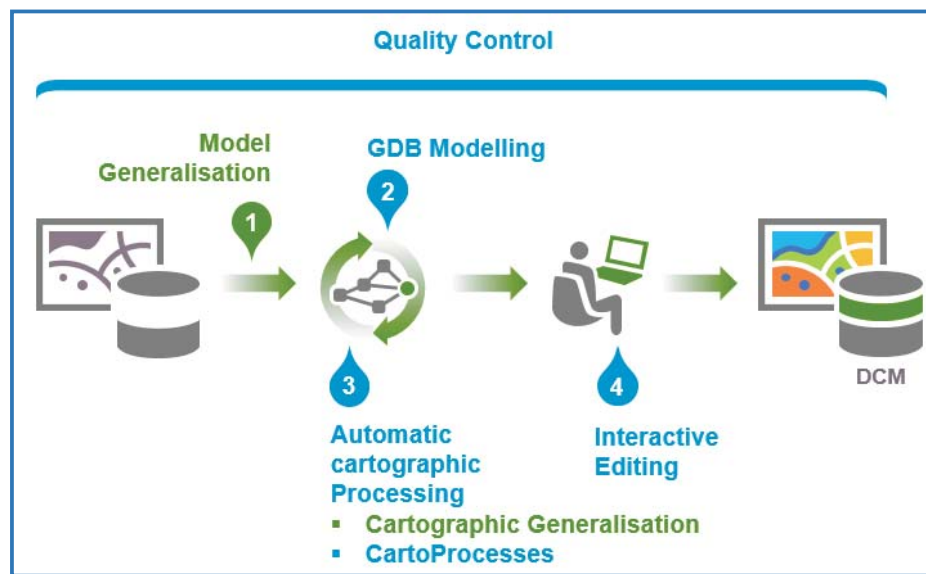 Quality Control
Model
Generalisation
GDB Modelling
1
2
3
Automatic
cartographic
Processing
▪ Cartographic Generalisation
▪ CartoProcesses
4
Interactive
Editing
DCM